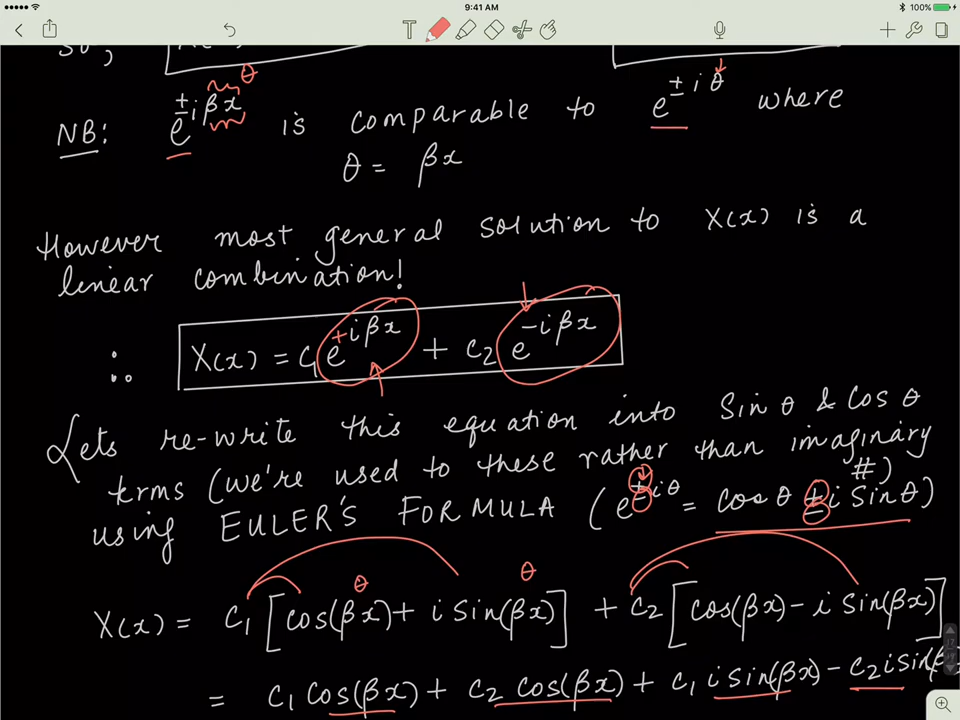 9:41 AM
100%
T
So,
θ
NB: e^{±iβx} is comparable to e^{±iθ} where
θ = βx
However most general solution to X(x) is a
linear combination!
∴ X(x) = c₁ e^{+iβx} + c₂ e^{-iβx}
Lets re-write this equation into Sin θ & Cos θ
terms (we're used to these rather than imaginary #)
using EULER'S FORMULA (e^{±iθ} = cos θ ± i Sin θ)
θ θ
X(x) = c₁ [cos(βx) + i Sin(βx)] + c₂ [cos(βx) - i Sin(βx)]
= c₁ cos(βx) + c₂ cos(βx) + c₁ i sin(βx) - c₂ i sin(β